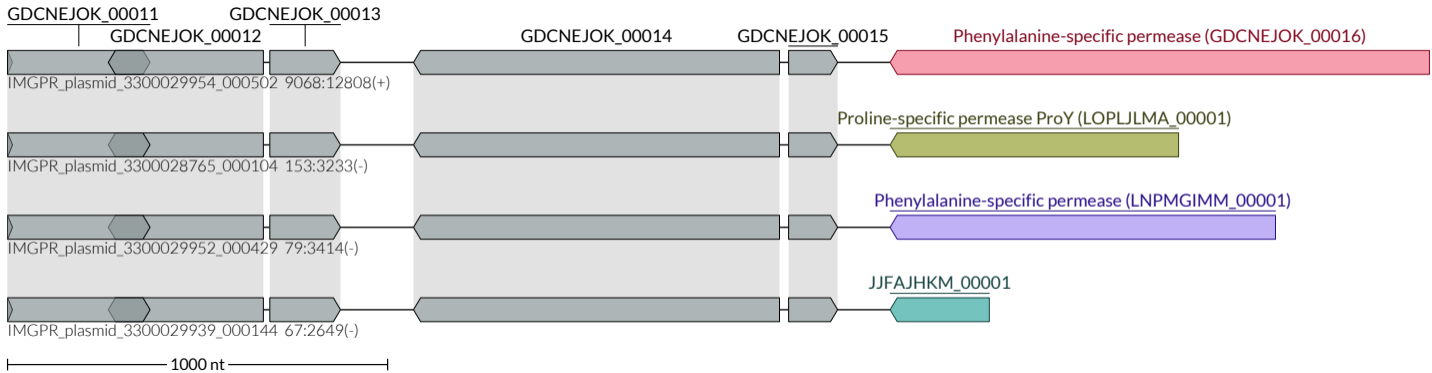 GDCNEJOK_00011 GDCNEJOK_00013
GDCNEJOK_00012 GDCNEJOK_00014 GDCNEJOK_00015 Phenylalanine-specific permease (GDCNEJOK_00016)
IMGPR_plasmid_3300029954_000502 9068:12808(+)
Proline-specific permease ProY (LOPLJLMA_00001)
IMGPR_plasmid_3300028765_000104 153:3233(-)
Phenylalanine-specific permease (LNPMGIMM_00001)
IMGPR_plasmid_3300029952_000429 79:3414(-)
JJFAJHKM_00001
IMGPR_plasmid_3300029939_000144 67:2649(-)
1000 nt